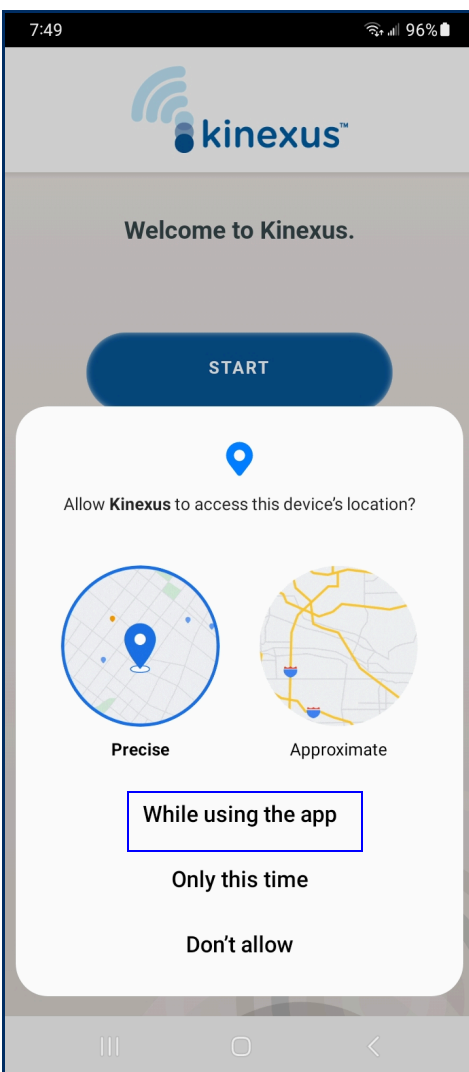 7:49
96%
kinexus™
Welcome to Kinexus.
START
Allow Kinexus to access this device's location?
Precise
Approximate
While using the app
Only this time
Don't allow